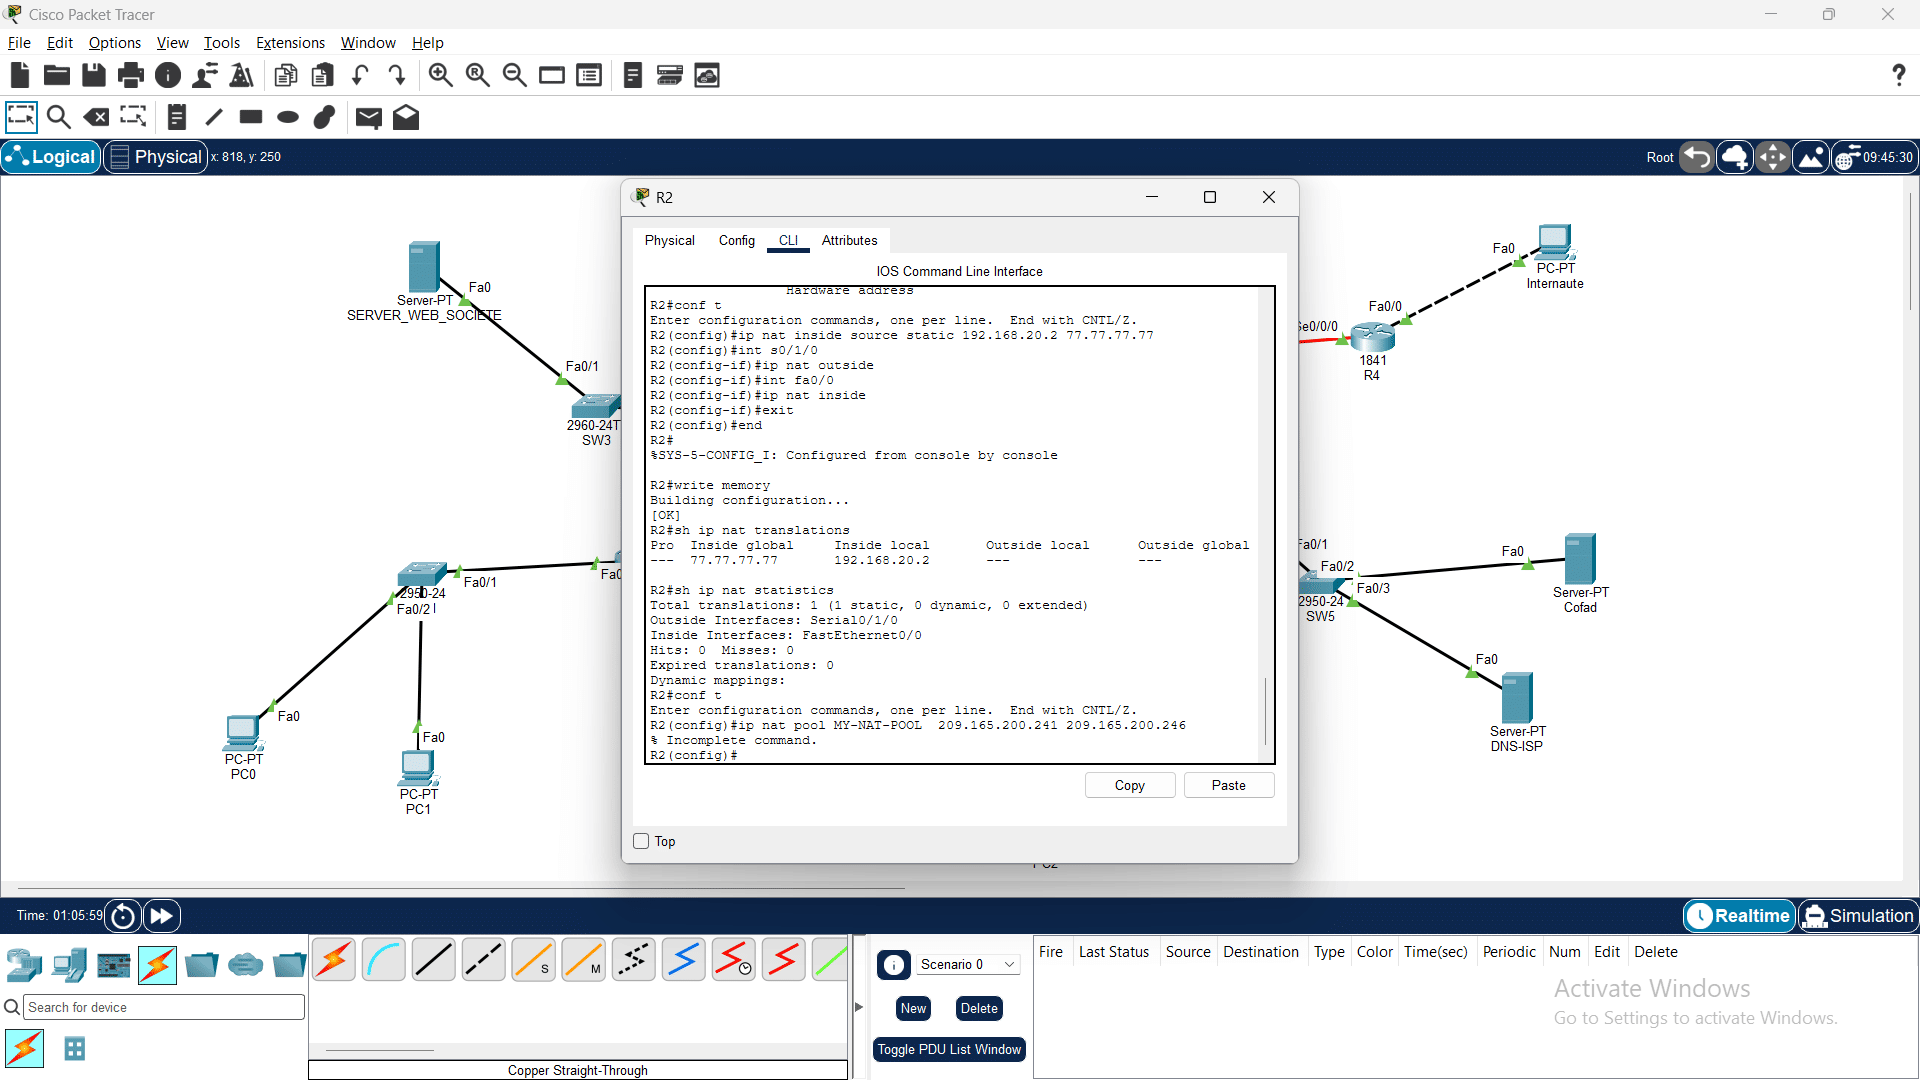 Cisco Packet Tracer
File Edit Options View Tools Extensions Window Help
Logical Physical x: 818, y: 250 Root 09:45:30
R2
Physical Config CLI Attributes
IOS Command Line Interface
Hardware address
R2#conf t
Enter configuration commands, one per line.  End with CNTL/Z.
R2(config)#ip nat inside source static 192.168.20.2 77.77.77.77
R2(config)#int s0/1/0
R2(config-if)#ip nat outside
R2(config-if)#int fa0/0
R2(config-if)#ip nat inside
R2(config-if)#exit
R2(config)#end
R2#
%SYS-5-CONFIG_I: Configured from console by console
R2#write memory
Building configuration...
[OK]
R2#sh ip nat translations
Pro  Inside global     Inside local       Outside local      Outside global
---  77.77.77.77       192.168.20.2       ---                ---
R2#sh ip nat statistics
Total translations: 1 (1 static, 0 dynamic, 0 extended)
Outside Interfaces: Serial0/1/0
Inside Interfaces: FastEthernet0/0
Hits: 0  Misses: 0
Expired translations: 0
Dynamic mappings:
R2#conf t
Enter configuration commands, one per line.  End with CNTL/Z.
R2(config)#ip nat pool MY-NAT-POOL  209.165.200.241 209.165.200.246
% Incomplete command.
R2(config)#
Copy Paste
Top
Fa0
Server-PT
SERVER_WEB_SOCIETE
Fa0/1
2960-24T
SW3
2950-24
Fa0/1
Fa0/2
Fa0
PC-PT
PC0
Fa0
PC-PT
PC1
Fa0
PC-PT
Internaute
Fa0/0
Se0/0/0
1841
R4
Fa0/1
Fa0/2
Fa0/3
2950-24
SW5
Fa0
Server-PT
Cofad
Fa0
Server-PT
DNS-ISP
PC2
Time: 01:05:59 Realtime Simulation
Search for device
Copper Straight-Through
Scenario 0
New Delete
Toggle PDU List Window
Fire Last Status Source Destination Type Color Time(sec) Periodic Num Edit Delete
Activate Windows
Go to Settings to activate Windows.